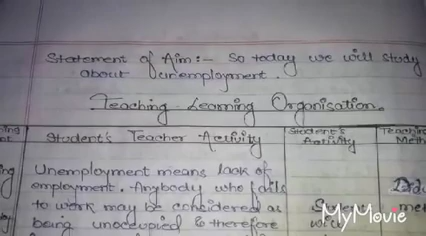 Statement of Aim:- So today we will study
about Unemployment.
Teaching Learning Organisation.
Student's Teacher Activity
Student's
Activity
Teaching
Unemployment means lack of
employment. Anybody who fails
to work may be considered as
being unoccupied & therefore
MyMovie